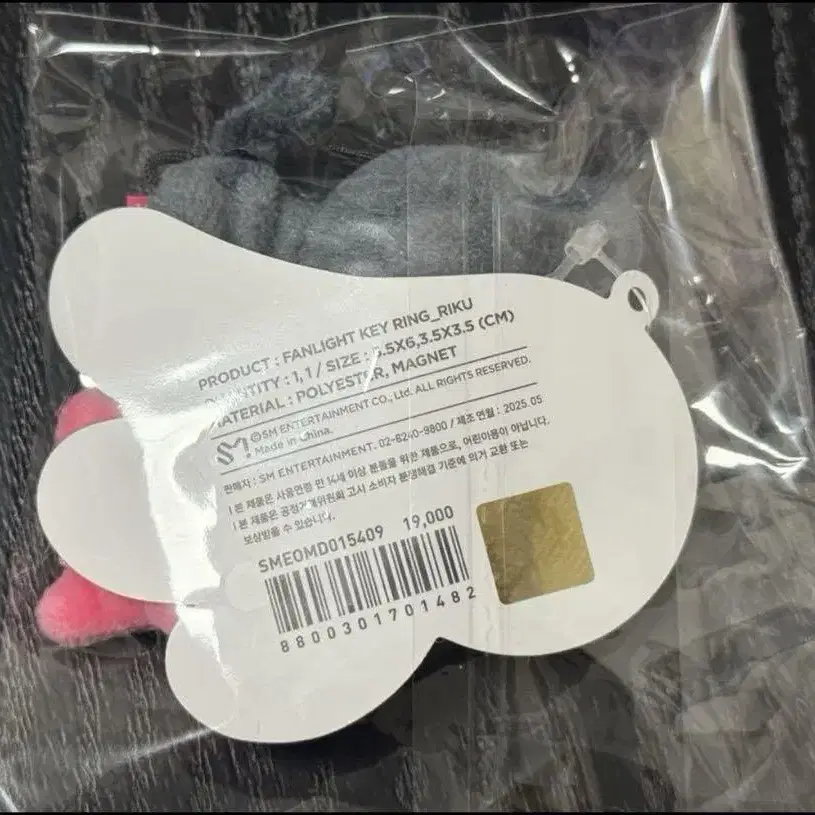 PRODUCT : FANLIGHT KEY RING_RIKU
QUANTITY : 1, 1 / SIZE : 5.5X6,3.5X3.5 (CM)
MATERIAL : POLYESTER, MAGNET
SM
©SM ENTERTAINMENT CO., Ltd. ALL RIGHTS RESERVED.
Made in China.
판매자 : SM ENTERTAINMENT. 02-6240-9800 / 제조 연월 : 2025.05
l 본 제품은 사용연령 만 14세 이상 분들을 위한 제품으로, 어린이용이 아닙니다.
l 본 제품은 공정거래위원회 고시 소비자 분쟁해결 기준에 의거 교환 또는
보상받을 수 있습니다.
SMEOMD015409 19,000
8800301701482